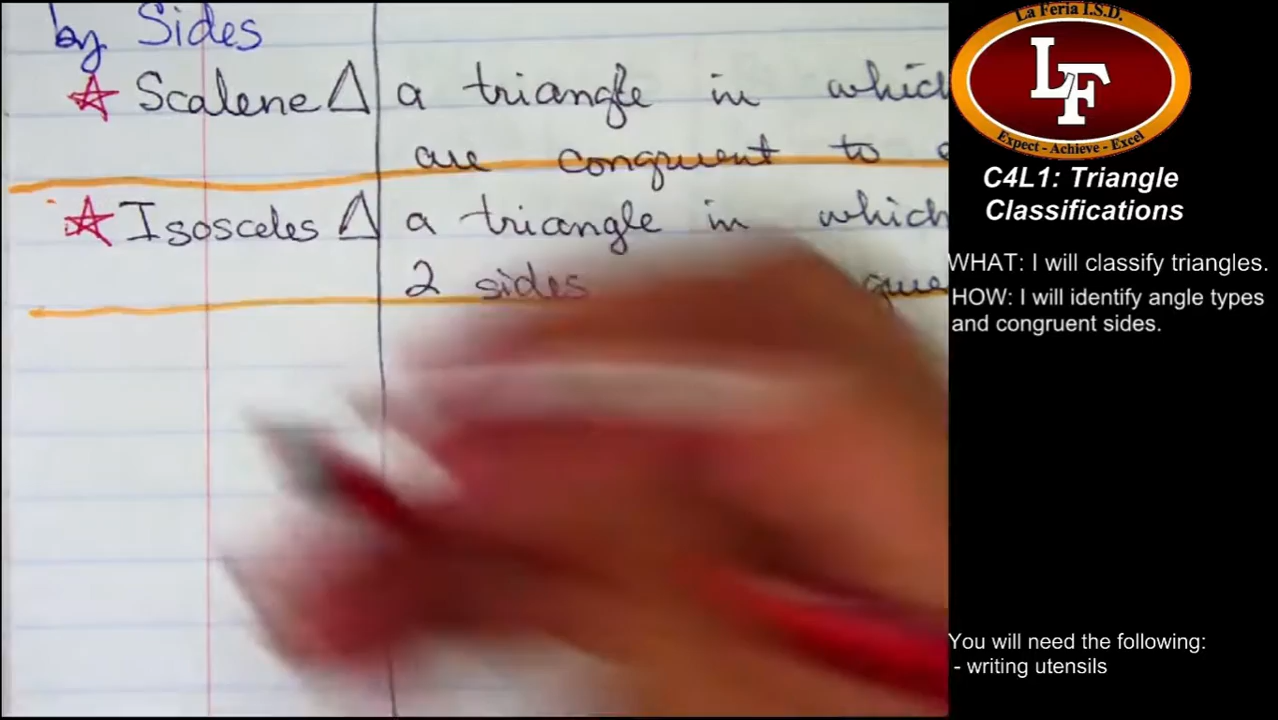 by Sides
Scalene △ a triangle in which
are congruent to
Isosceles △ a triangle in which
2 sides
La Feria I.S.D.
LF
Expect - Achieve - Excel
C4L1: Triangle
Classifications
WHAT: I will classify triangles.
HOW: I will identify angle types
and congruent sides.
You will need the following:
- writing utensils